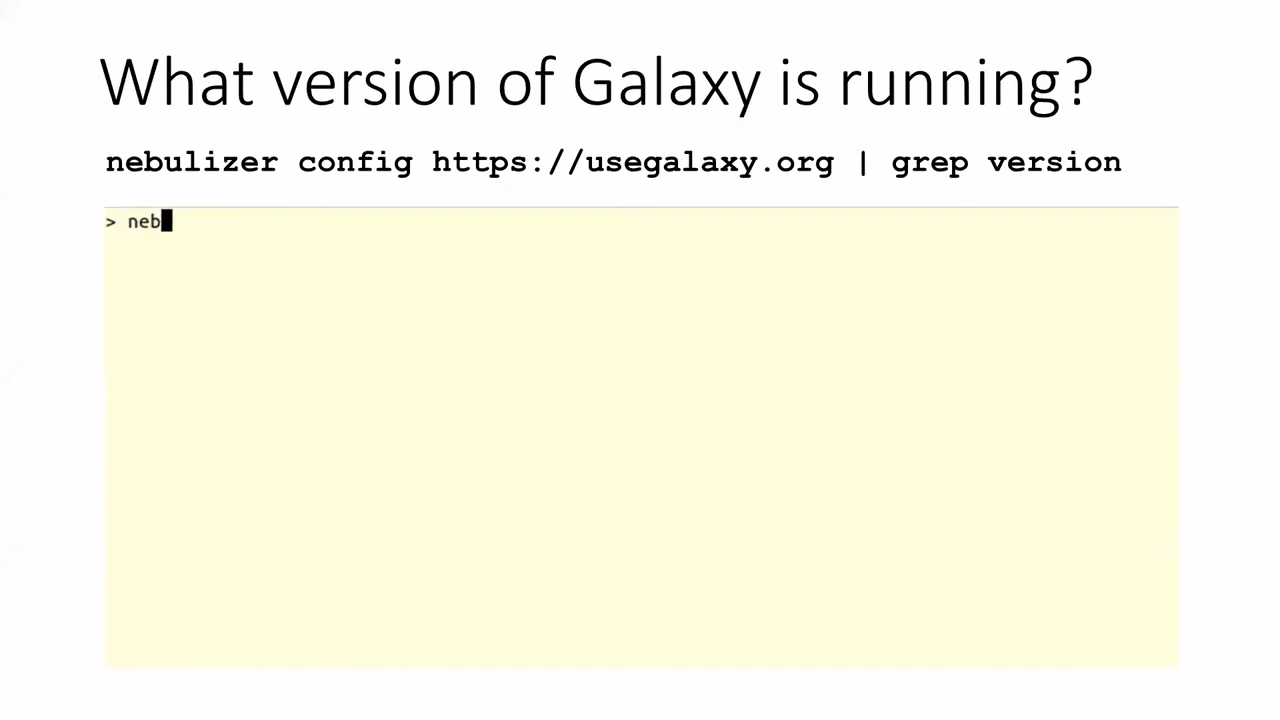 What version of Galaxy is running?
nebulizer config https://usegalaxy.org | grep version
> neb